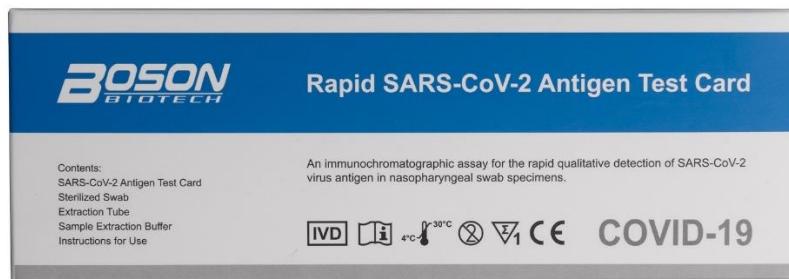 BOSON
BIOTECH
Rapid SARS-CoV-2 Antigen Test Card
Contents:
SARS-CoV-2 Antigen Test Card
Sterilized Swab
Extraction Tube
Sample Extraction Buffer
Instructions for Use
An immunochromatographic assay for the rapid qualitative detection of SARS-CoV-2
virus antigen in nasopharyngeal swab specimens.
IVD i 4°C 30°C 2 Σ 1 CE COVID-19